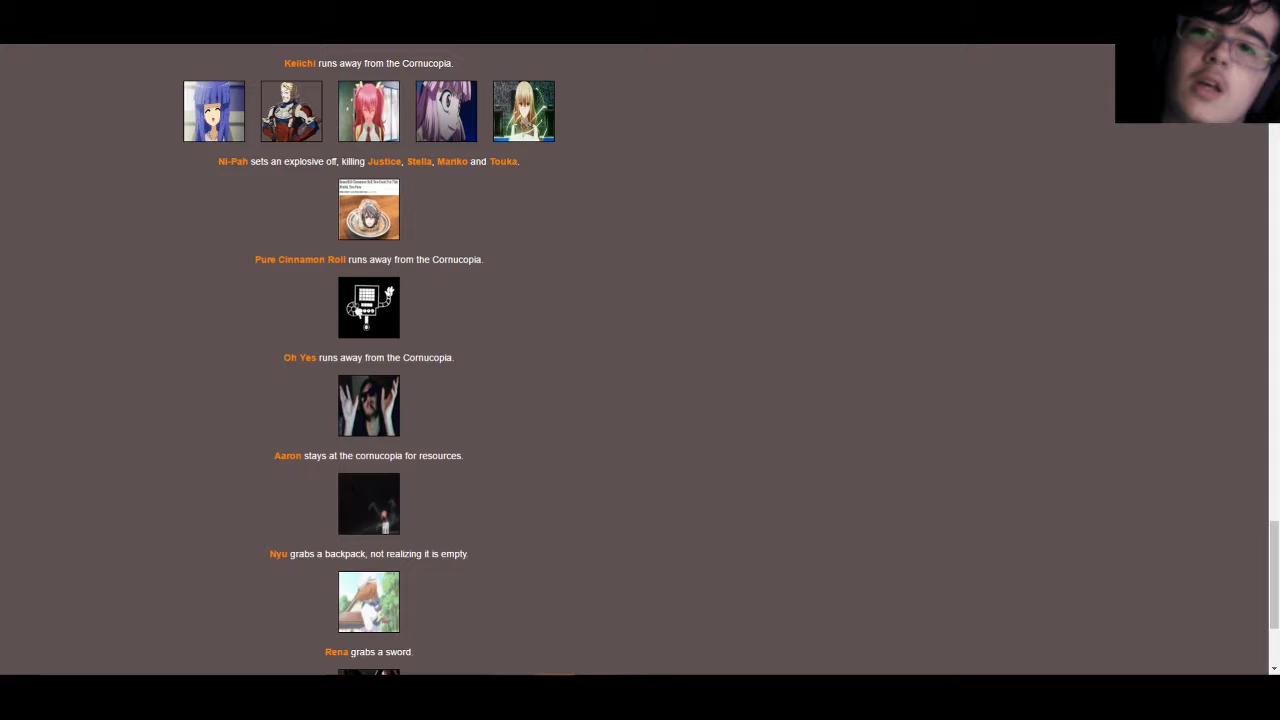 Keiichi runs away from the Cornucopia.
Ni-Pah sets an explosive off, killing Justice, Stella, Mariko and Touka.
Pure Cinnamon Roll runs away from the Cornucopia.
Oh Yes runs away from the Cornucopia.
Aaron stays at the cornucopia for resources.
Nyu grabs a backpack, not realizing it is empty.
Rena grabs a sword.